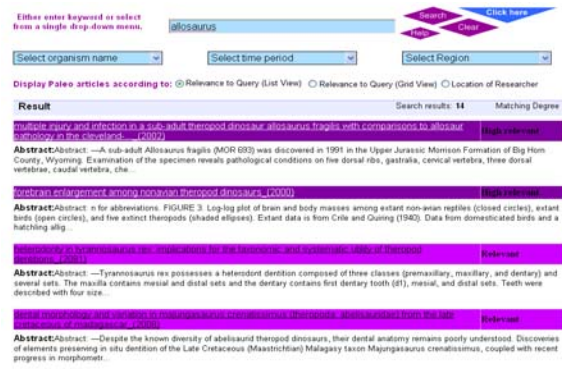 Either enter keyword or select
from a single drop-down menu.
allosaurus
Search
Click here
Clear
Help
Select organism name
Select time period
Select Region
Display Paleo articles according to: Relevance to Query (List View) Relevance to Query (Grid View) Location of Researcher
Result Search results: 14 Matching Degree
multiple injury and infection in a sub-adult theropod dinosaur allosaurus fragilis with comparisons to allosaur
pathology in the cleveland-__(2002)
High relevant
Abstract:Abstract: —A sub-adult Allosaurus fragilis (MOR 693) was discovered in 1991 in the Upper Jurassic Morrison Formation of Big Horn
County, Wyoming. Examination of the specimen reveals pathological conditions on five dorsal ribs, gastralia, cervical vertebra, three dorsal
vertebrae, caudal vertebra, che...
forebrain enlargement among nonavian theropod dinosaurs_(2000)
High relevant
Abstract:Abstract: n for abbreviations. FIGURE 3. Log-log plot of brain and body masses among extant non-avian reptiles (closed circles), extant
birds (open circles), and five extinct theropods (shaded ellipses). Extant data is from Crile and Quiring (1940). Data from domesticated birds and a
hatchling allig...
heterodonty in tyrannosaurus rex: implications for the taxonomic and systematic utility of theropod
dentitions_(2001)
Relevant
Abstract:Abstract: —Tyrannosaurus rex possesses a heterodont dentition composed of three classes (premaxillary, maxillary, and dentary) and
several sets. The maxilla contains mesial and distal sets and the dentary contains first dentary tooth (d1), mesial, and distal sets. Teeth were
described with four size...
dental morphology and variation in majungasaurus crenatissimus (theropoda: abelisauridae) from the late
cretaceous of madagascar_(2008)
Relevant
Abstract:Abstract: —Despite the known diversity of abelisaurid theropod dinosaurs, their dental anatomy remains poorly understood. Discoveries
of elements preserving in situ dentition of the Late Cretaceous (Maastrichtian) Malagasy taxon Majungasaurus crenatissimus, coupled with recent
progress in morphometr...